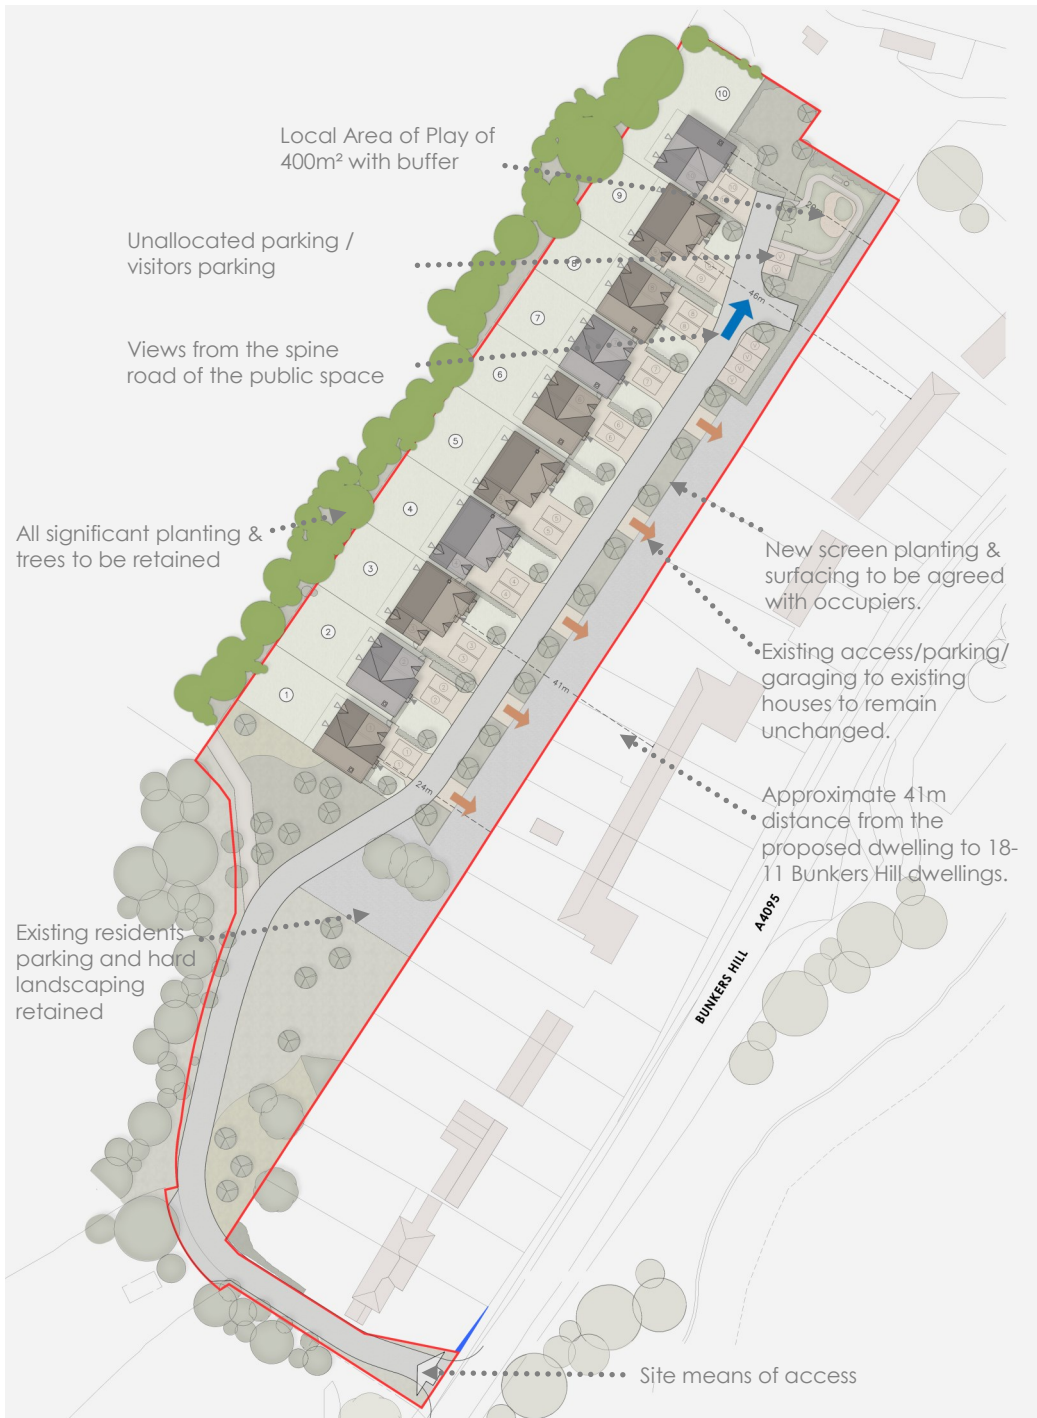 Local Area of Play of
400m² with buffer
Unallocated parking /
visitors parking
Views from the spine
road of the public space
All significant planting &
trees to be retained
Existing residents
parking and hard
landscaping
retained
New screen planting &
surfacing to be agreed
with occupiers.
Existing access/parking/
garaging to existing
houses to remain
unchanged.
Approximate 41m
distance from the
proposed dwelling to 18-
11 Bunkers Hill dwellings.
BUNKERS HILL A4095
Site means of access
10
9
8
7
6
5
4
3
2
1
46m
41m
24m